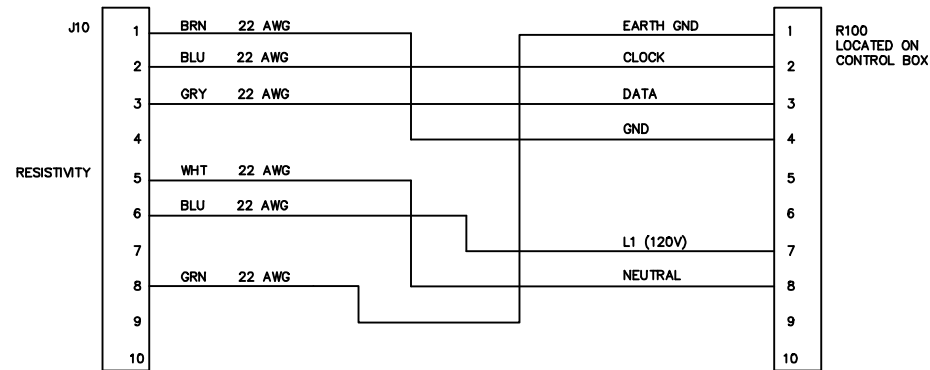 J10
1 BRN 22 AWG EARTH GND 1
R100
LOCATED ON
CONTROL BOX
2 BLU 22 AWG CLOCK 2
3 GRY 22 AWG DATA 3
4 GND 4
RESISTIVITY
5 WHT 22 AWG 5
6 BLU 22 AWG 6
7 L1 (120V) 7
8 GRN 22 AWG NEUTRAL 8
9 9
10 10